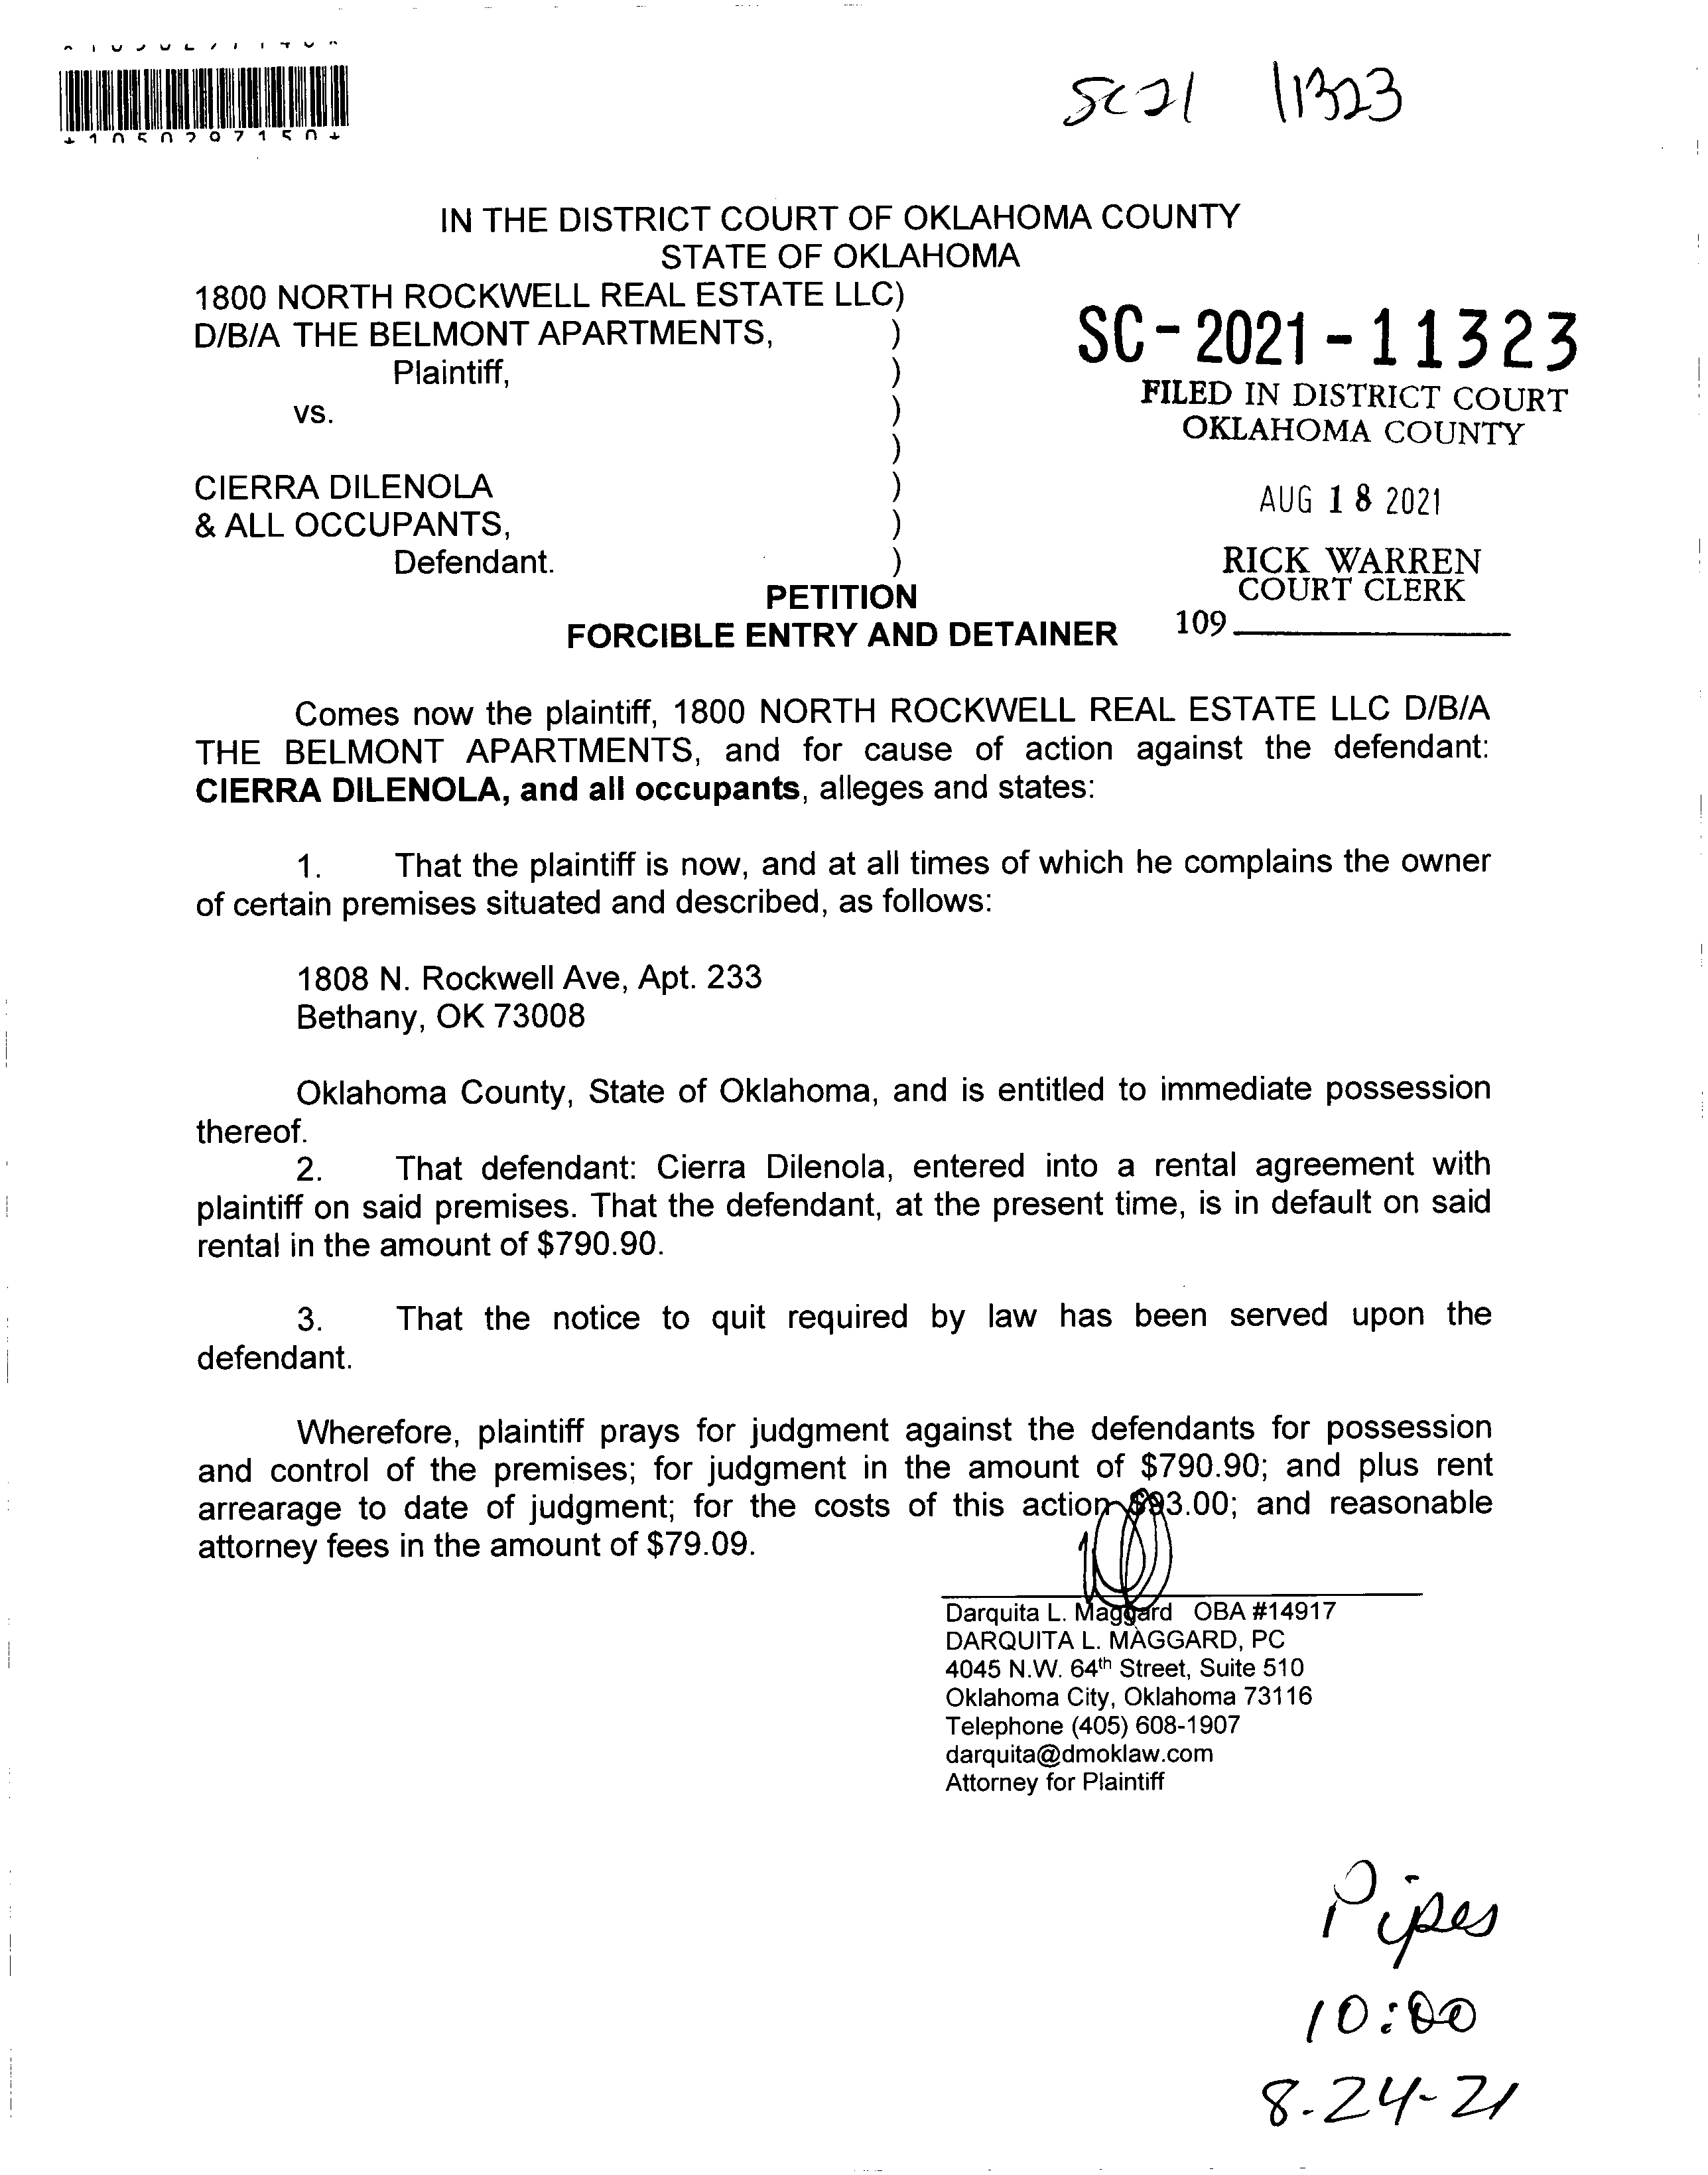 SC21 11323
IN THE DISTRICT COURT OF OKLAHOMA COUNTY
STATE OF OKLAHOMA
1800 NORTH ROCKWELL REAL ESTATE LLC)
D/B/A THE BELMONT APARTMENTS, )
Plaintiff, )
vs. )
)
CIERRA DILENOLA )
& ALL OCCUPANTS, )
Defendant. )
SC-2021-11323
FILED IN DISTRICT COURT
OKLAHOMA COUNTY
AUG 18 2021
RICK WARREN
COURT CLERK
109
PETITION
FORCIBLE ENTRY AND DETAINER
Comes now the plaintiff, 1800 NORTH ROCKWELL REAL ESTATE LLC D/B/A
THE BELMONT APARTMENTS, and for cause of action against the defendant:
CIERRA DILENOLA, and all occupants, alleges and states:
1. That the plaintiff is now, and at all times of which he complains the owner
of certain premises situated and described, as follows:
1808 N. Rockwell Ave, Apt. 233
Bethany, OK 73008
Oklahoma County, State of Oklahoma, and is entitled to immediate possession
thereof.
2. That defendant: Cierra Dilenola, entered into a rental agreement with
plaintiff on said premises. That the defendant, at the present time, is in default on said
rental in the amount of $790.90.
3. That the notice to quit required by law has been served upon the
defendant.
Wherefore, plaintiff prays for judgment against the defendants for possession
and control of the premises; for judgment in the amount of $790.90; and plus rent
arrearage to date of judgment; for the costs of this action $93.00; and reasonable
attorney fees in the amount of $79.09.
Darquita L. Maggard OBA #14917
DARQUITA L. MAGGARD, PC
4045 N.W. 64th Street, Suite 510
Oklahoma City, Oklahoma 73116
Telephone (405) 608-1907
darquita@dmoklaw.com
Attorney for Plaintiff
Pipes
10:00
8-24-21